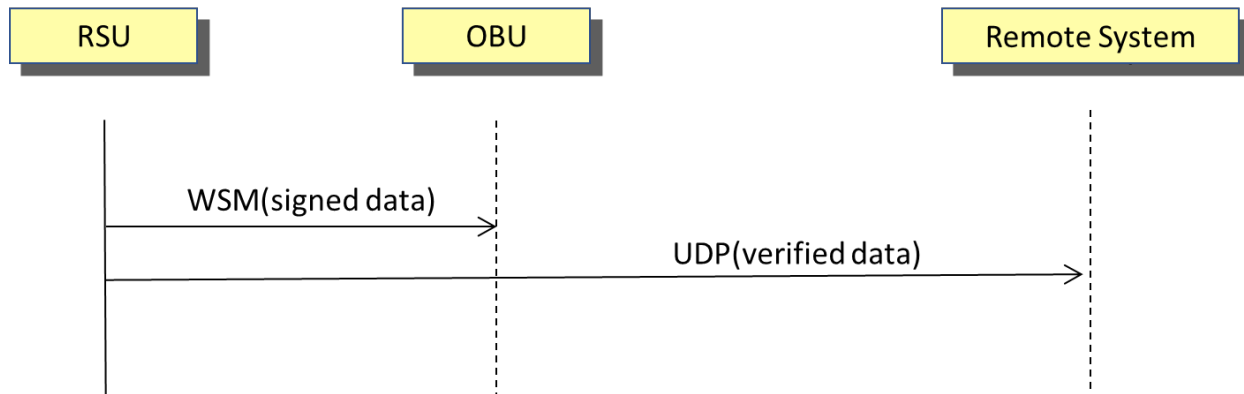 RSU
OBU
Remote System
WSM(signed data)
UDP(verified data)